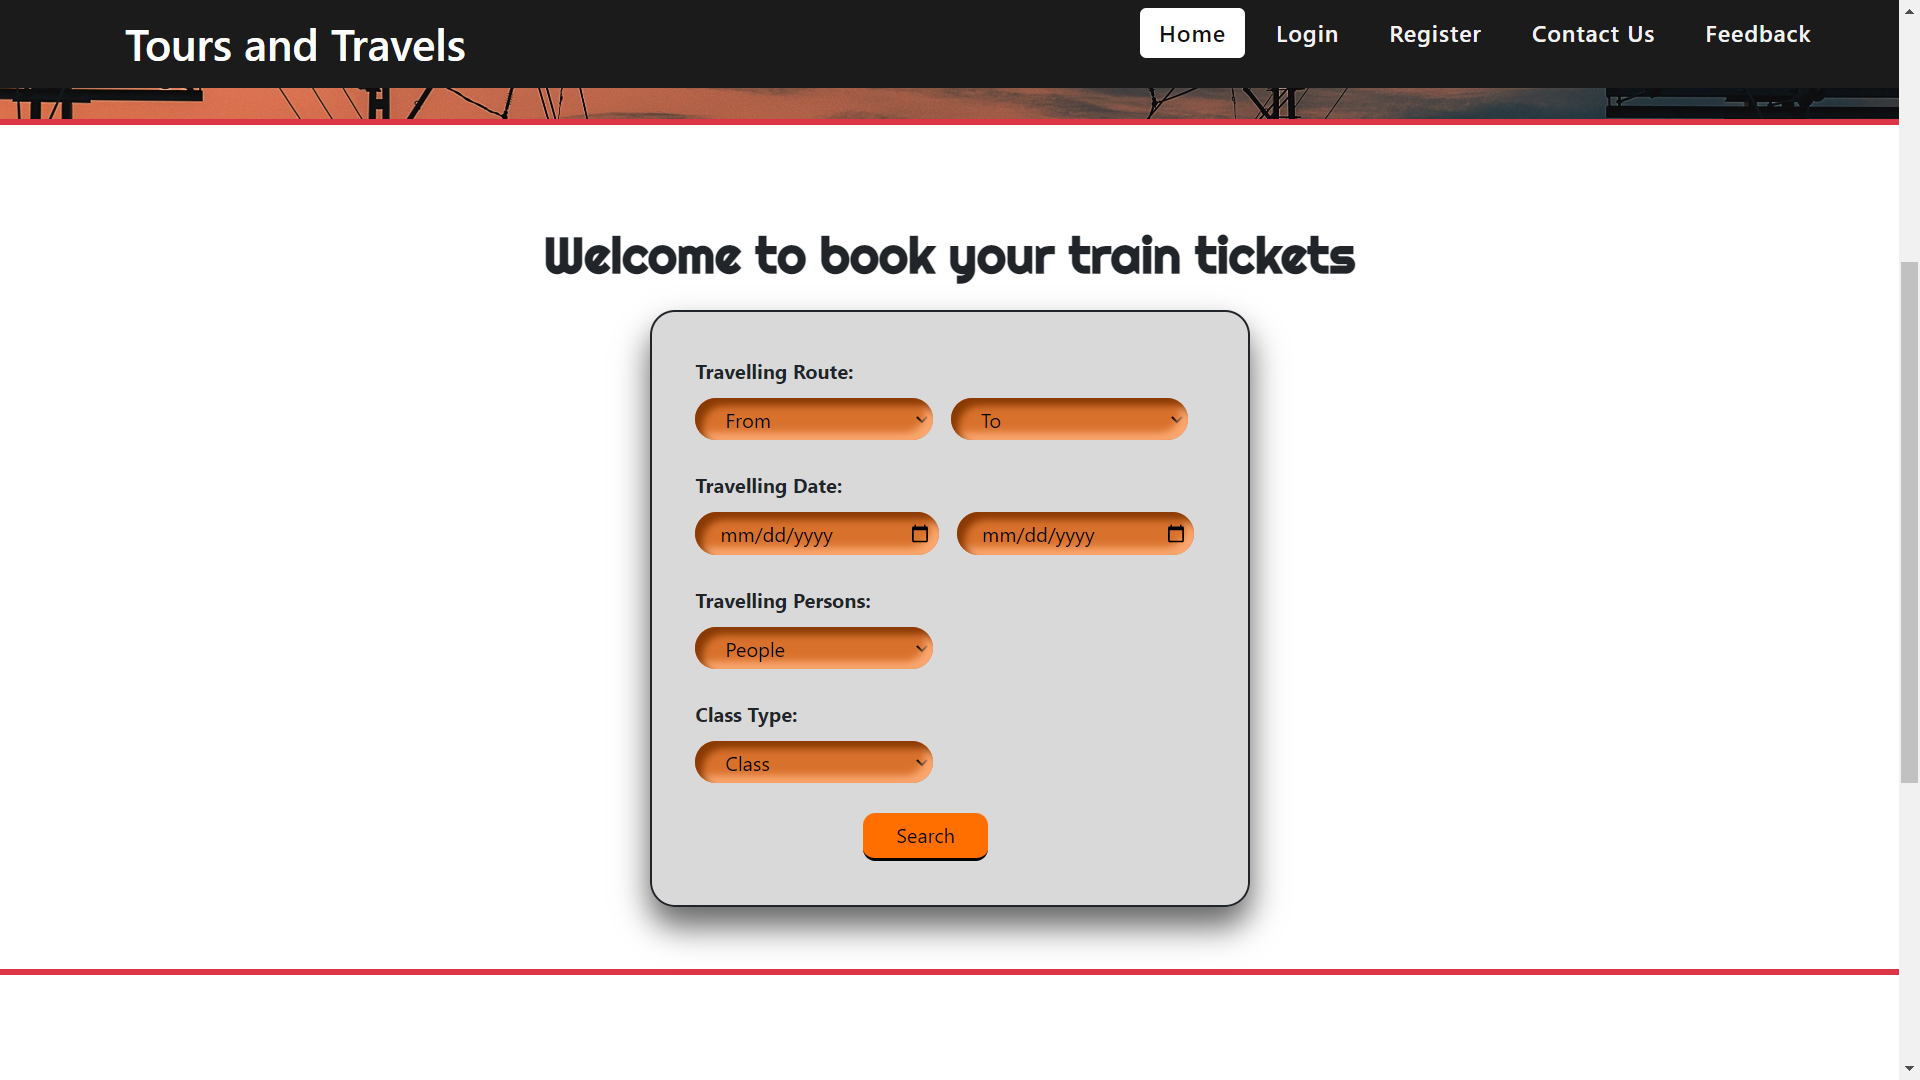 Tours and Travels
Home Login Register Contact Us Feedback
Welcome to book your train tickets
Travelling Route:
From To
Travelling Date:
mm/dd/yyyy mm/dd/yyyy
Travelling Persons:
People
Class Type:
Class
Search